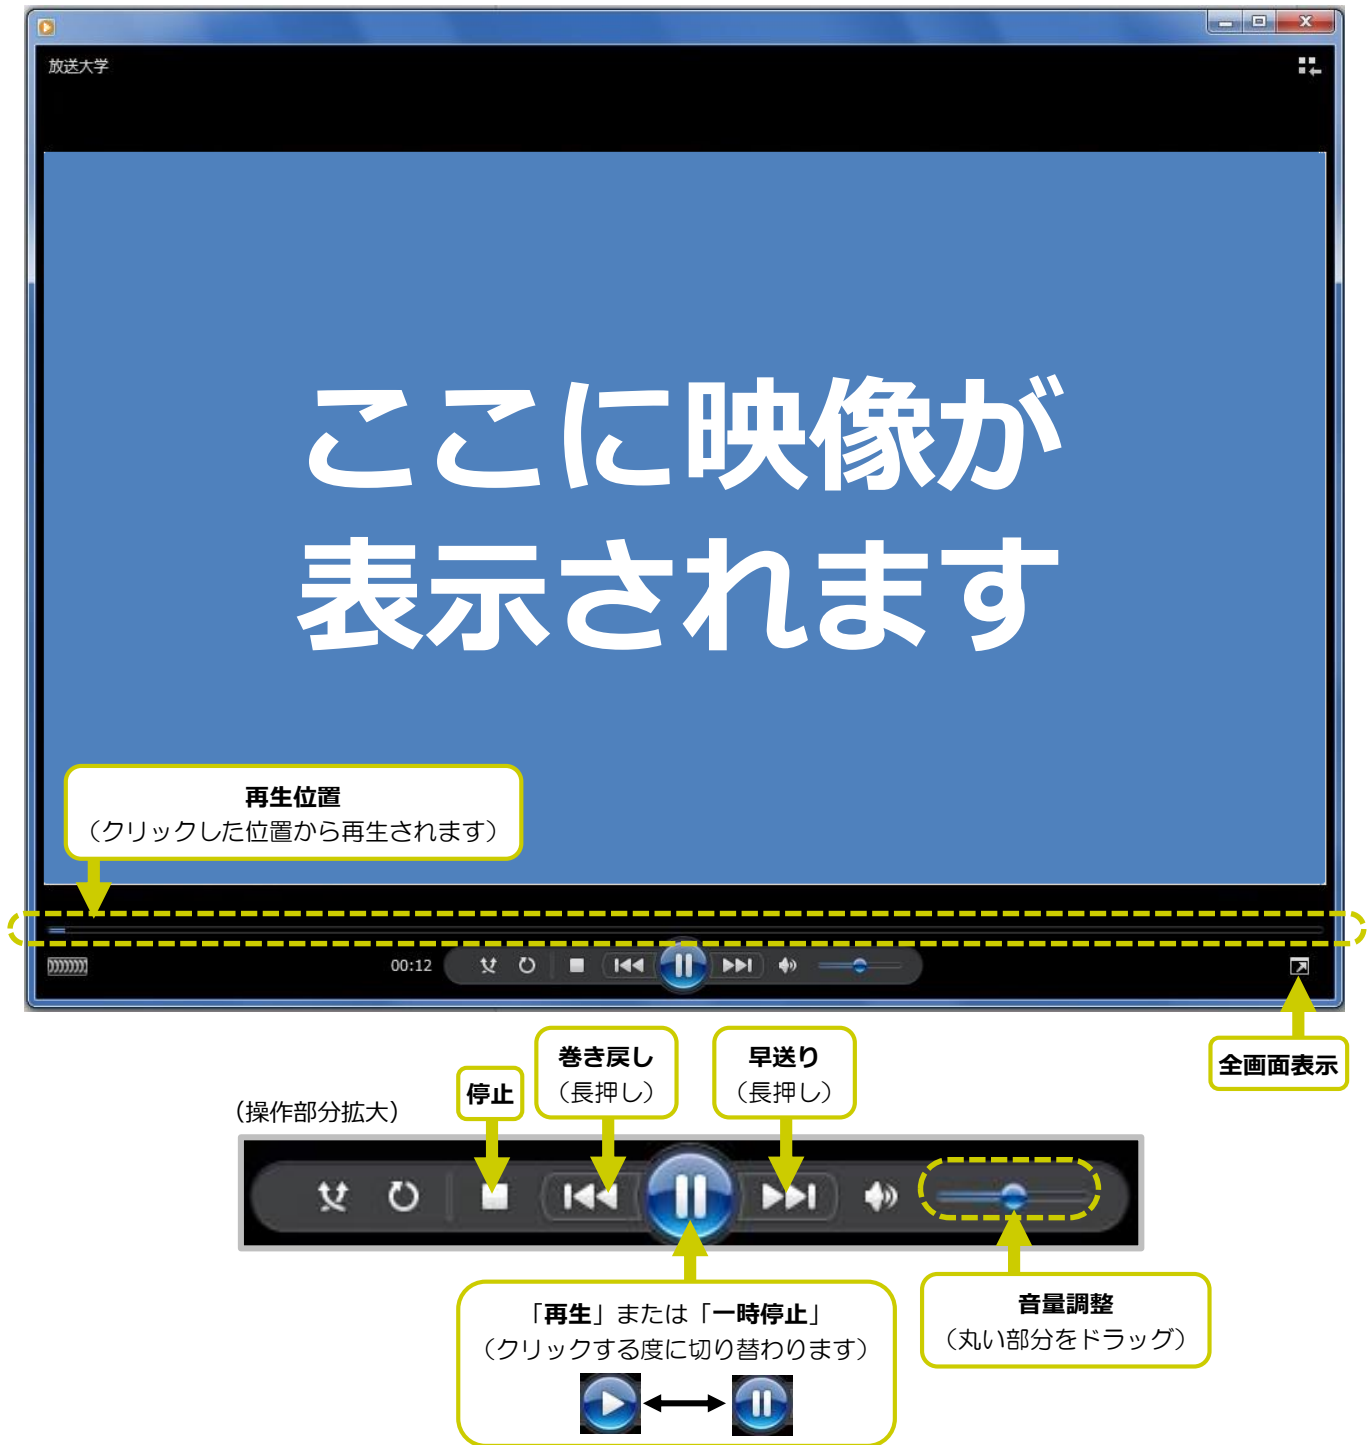 放送大学
ここに映像が
表示されます
再生位置
（クリックした位置から再生されます）
00:12
全画面表示
巻き戻し
（長押し）
早送り
（長押し）
停止
（操作部分拡大）
「再生」または「一時停止」
（クリックする度に切り替わります）
音量調整
（丸い部分をドラッグ）